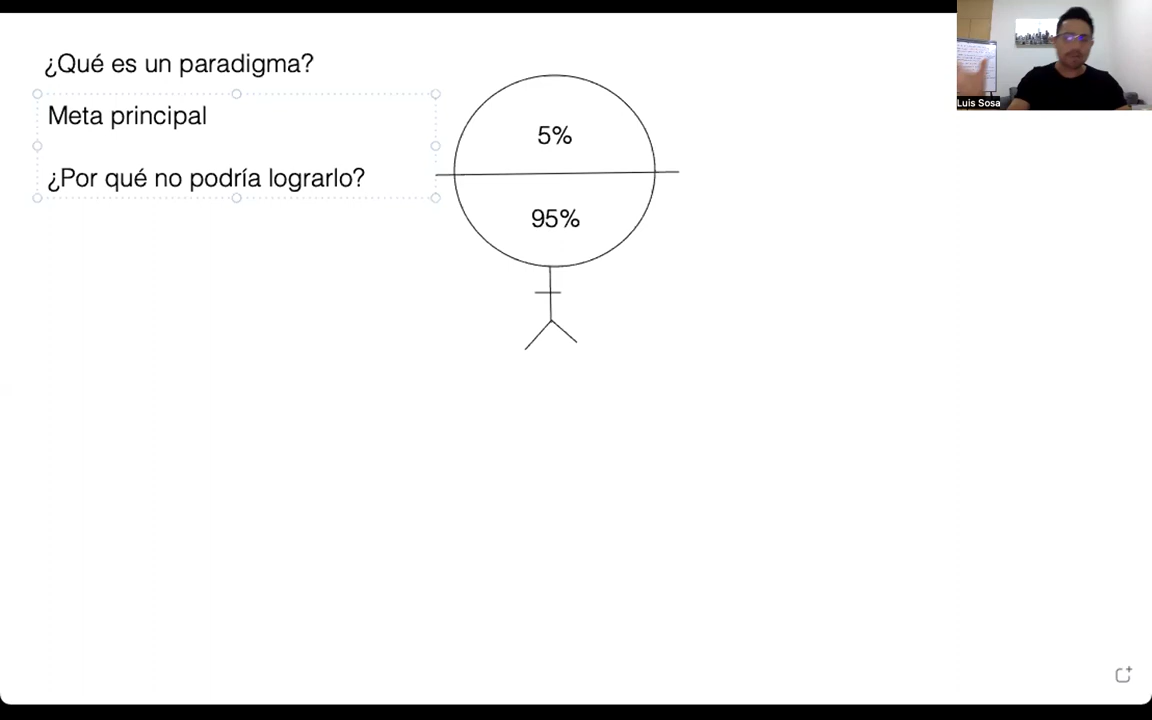 ¿Qué es un paradigma?
Meta principal
¿Por qué no podría lograrlo?
5%
95%
Luis Sosa